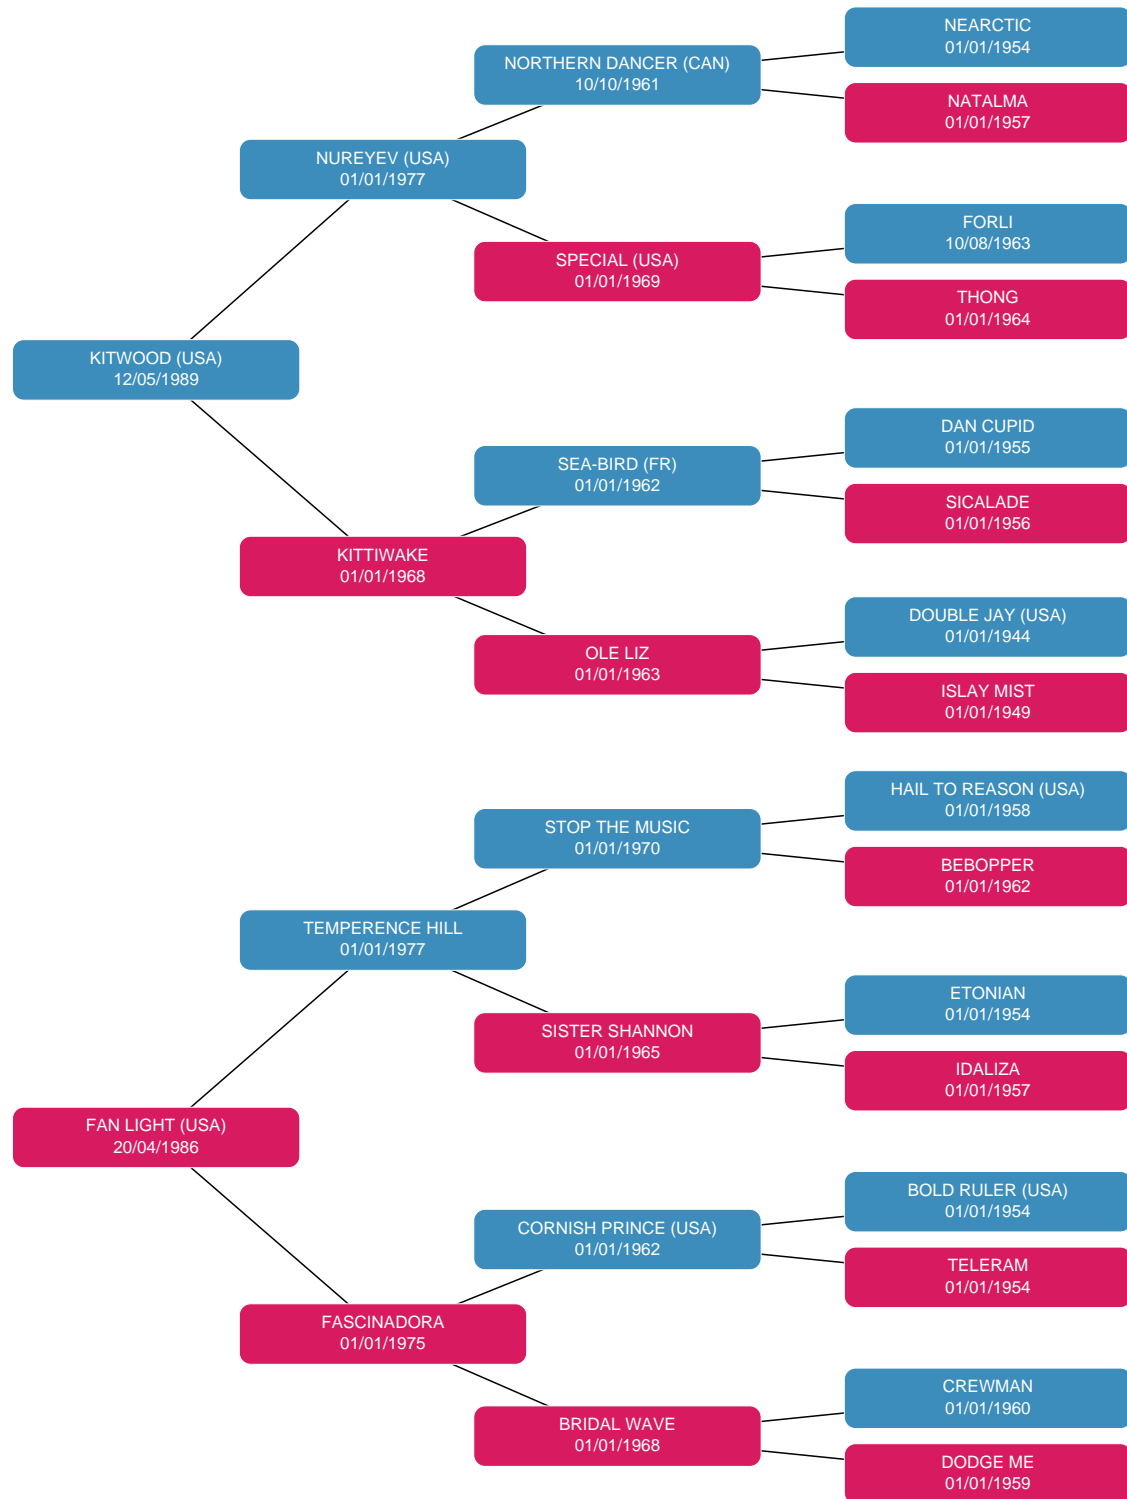 NEARCTIC
01/01/1954
NORTHERN DANCER (CAN)
10/10/1961
NATALMA
01/01/1957
NUREYEV (USA)
01/01/1977
FORLI
10/08/1963
SPECIAL (USA)
01/01/1969
THONG
01/01/1964
KITWOOD (USA)
12/05/1989
DAN CUPID
01/01/1955
SEA-BIRD (FR)
01/01/1962
SICALADE
01/01/1956
KITTIWAKE
01/01/1968
DOUBLE JAY (USA)
01/01/1944
OLE LIZ
01/01/1963
ISLAY MIST
01/01/1949
HAIL TO REASON (USA)
01/01/1958
STOP THE MUSIC
01/01/1970
BEBOPPER
01/01/1962
TEMPERENCE HILL
01/01/1977
ETONIAN
01/01/1954
SISTER SHANNON
01/01/1965
IDALIZA
01/01/1957
FAN LIGHT (USA)
20/04/1986
BOLD RULER (USA)
01/01/1954
CORNISH PRINCE (USA)
01/01/1962
TELERAM
01/01/1954
FASCINADORA
01/01/1975
CREWMAN
01/01/1960
BRIDAL WAVE
01/01/1968
DODGE ME
01/01/1959